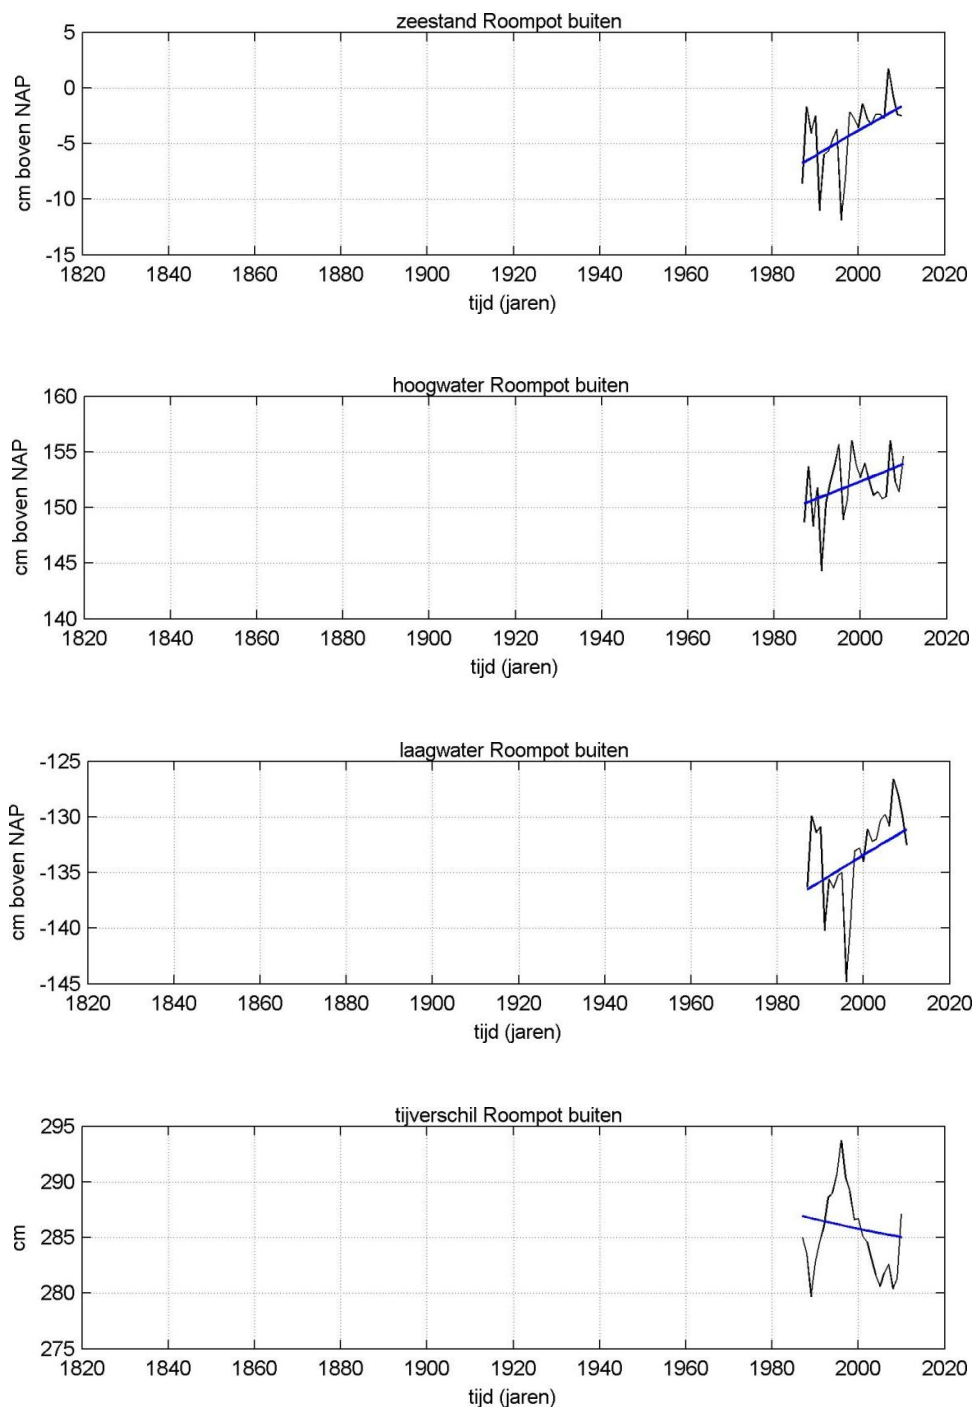 zeestand Roompot buiten
5
0
-5
-10
-15
cm boven NAP
1820 1840 1860 1880 1900 1920 1940 1960 1980 2000 2020
tijd (jaren)
hoogwater Roompot buiten
160
155
150
145
140
cm boven NAP
1820 1840 1860 1880 1900 1920 1940 1960 1980 2000 2020
tijd (jaren)
laagwater Roompot buiten
-125
-130
-135
-140
-145
cm boven NAP
1820 1840 1860 1880 1900 1920 1940 1960 1980 2000 2020
tijd (jaren)
tijverschil Roompot buiten
295
290
285
280
275
cm
1820 1840 1860 1880 1900 1920 1940 1960 1980 2000 2020
tijd (jaren)